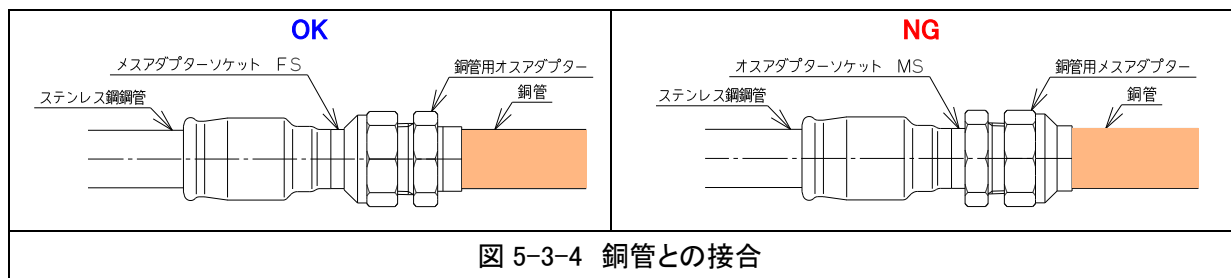 OK
メスアダプターソケット FS
銅管用オスアダプター
ステンレス鋼鋼管
銅管
NG
オスアダプターソケット MS
銅管用メスアダプター
ステンレス鋼鋼管
銅管
図 5-3-4 銅管との接合